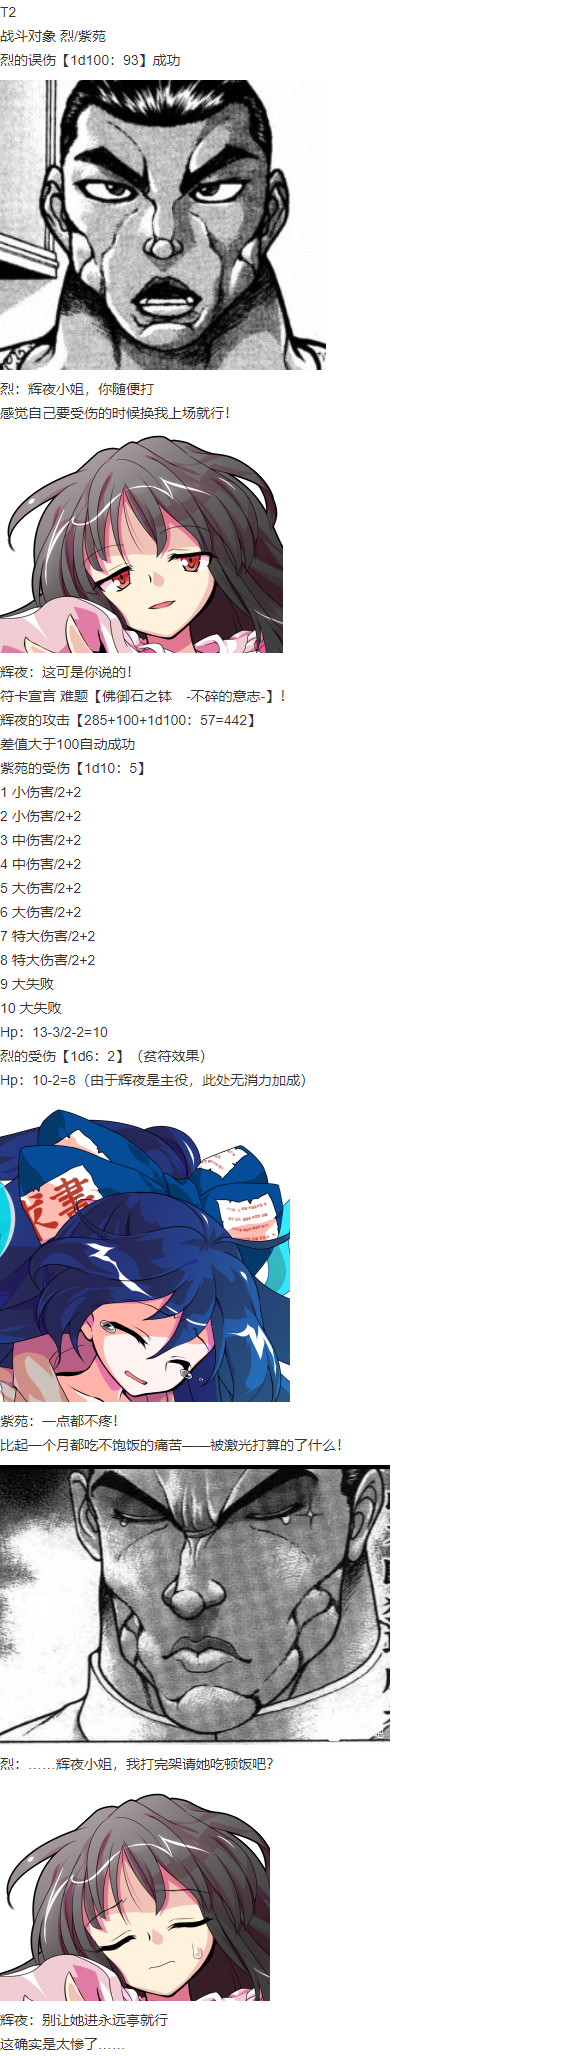 T2
战斗对象 烈/紫苑
烈的误伤【1d100：93】成功
烈：辉夜小姐，你随便打
感觉自己要受伤的时候换我上场就行！
辉夜：这可是你说的！
符卡宣言 难题【佛御石之钵　-不碎的意志-】！
辉夜的攻击【285+100+1d100：57=442】
差值大于100自动成功
紫苑的受伤【1d10：5】
1 小伤害/2+2
2 小伤害/2+2
3 中伤害/2+2
4 中伤害/2+2
5 大伤害/2+2
6 大伤害/2+2
7 特大伤害/2+2
8 特大伤害/2+2
9 大失败
10 大失败
Hp：13-3/2-2=10
烈的受伤【1d6：2】（贫符效果）
Hp：10-2=8（由于辉夜是主役，此处无消力加成）
書
紫苑：一点都不疼！
比起一个月都吃不饱饭的痛苦——被激光打算的了什么！
烈：……辉夜小姐，我打完架请她吃顿饭吧？
辉夜：别让她进永远亭就行
这确实是太惨了……